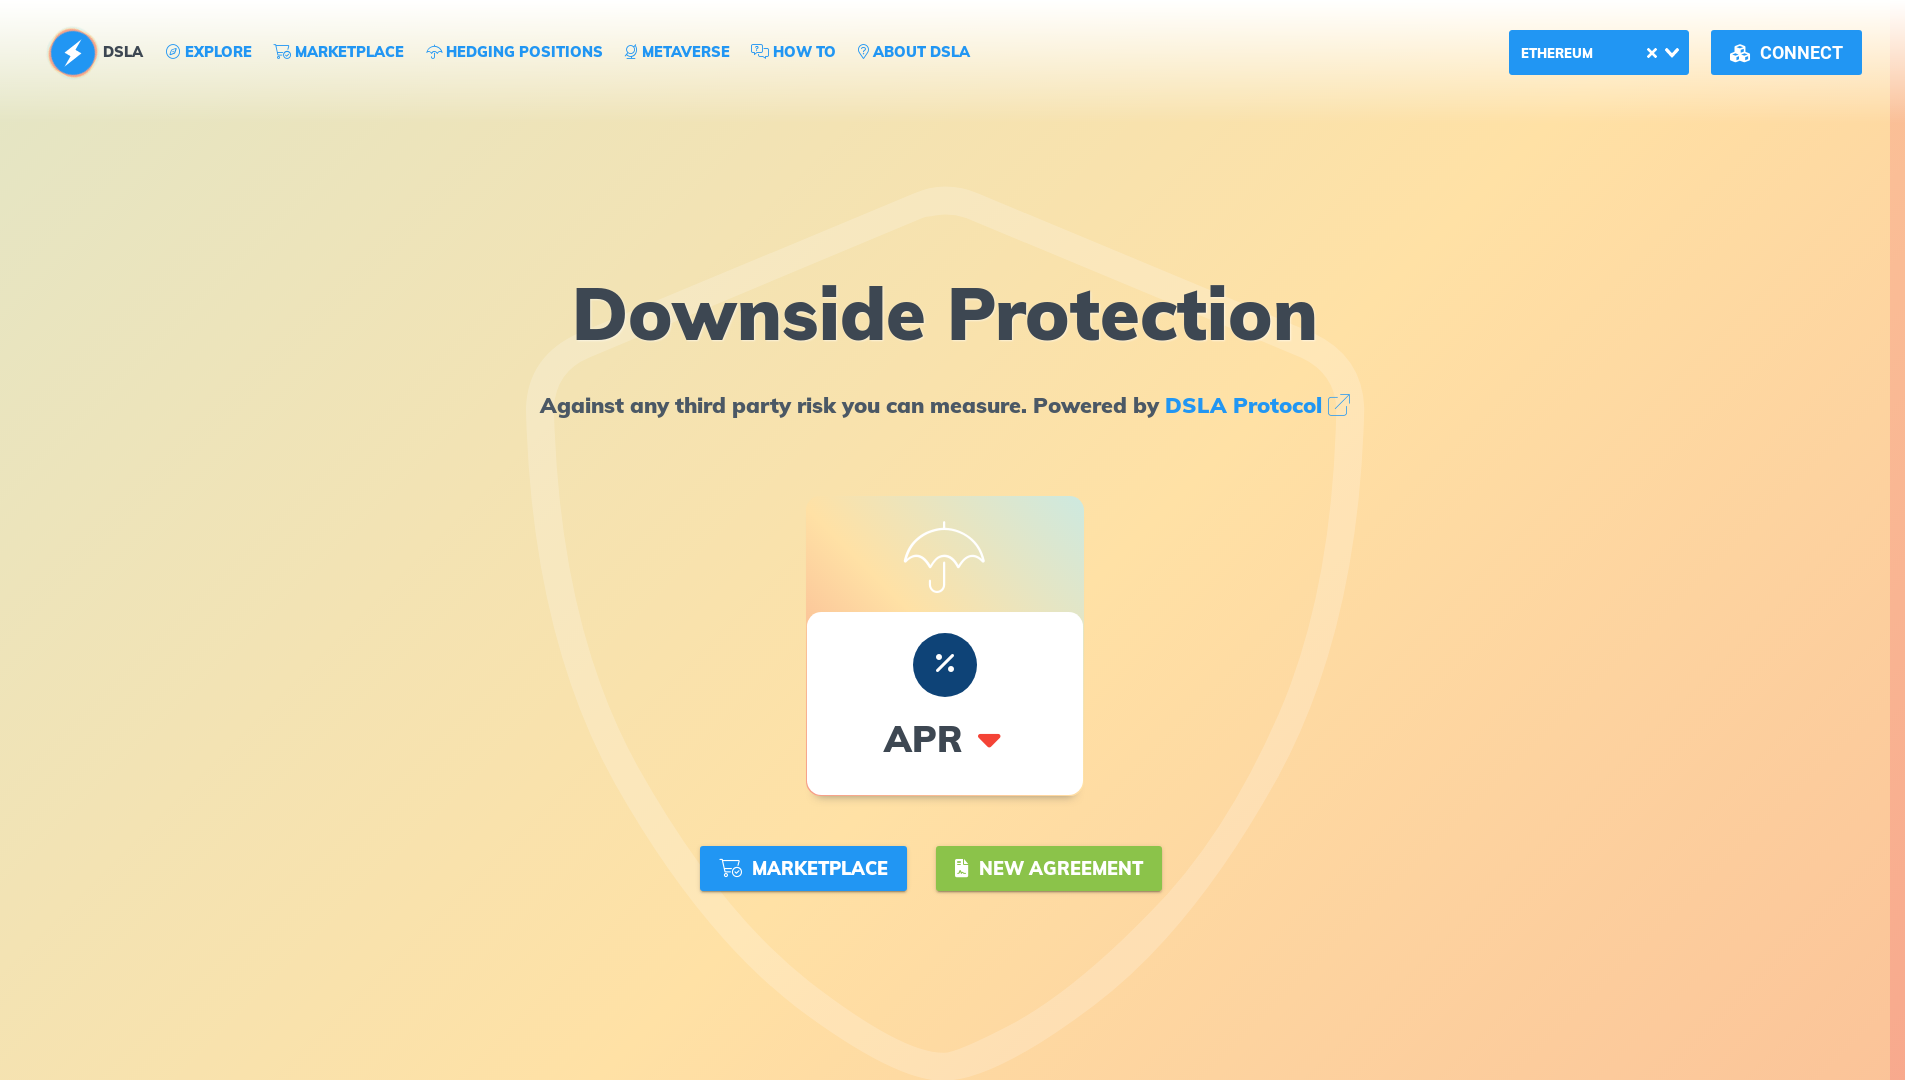 DSLA EXPLORE MARKETPLACE HEDGING POSITIONS METAVERSE HOW TO ABOUT DSLA ETHEREUM CONNECT
Downside Protection
Against any third party risk you can measure. Powered by DSLA Protocol
%
APR
MARKETPLACE NEW AGREEMENT